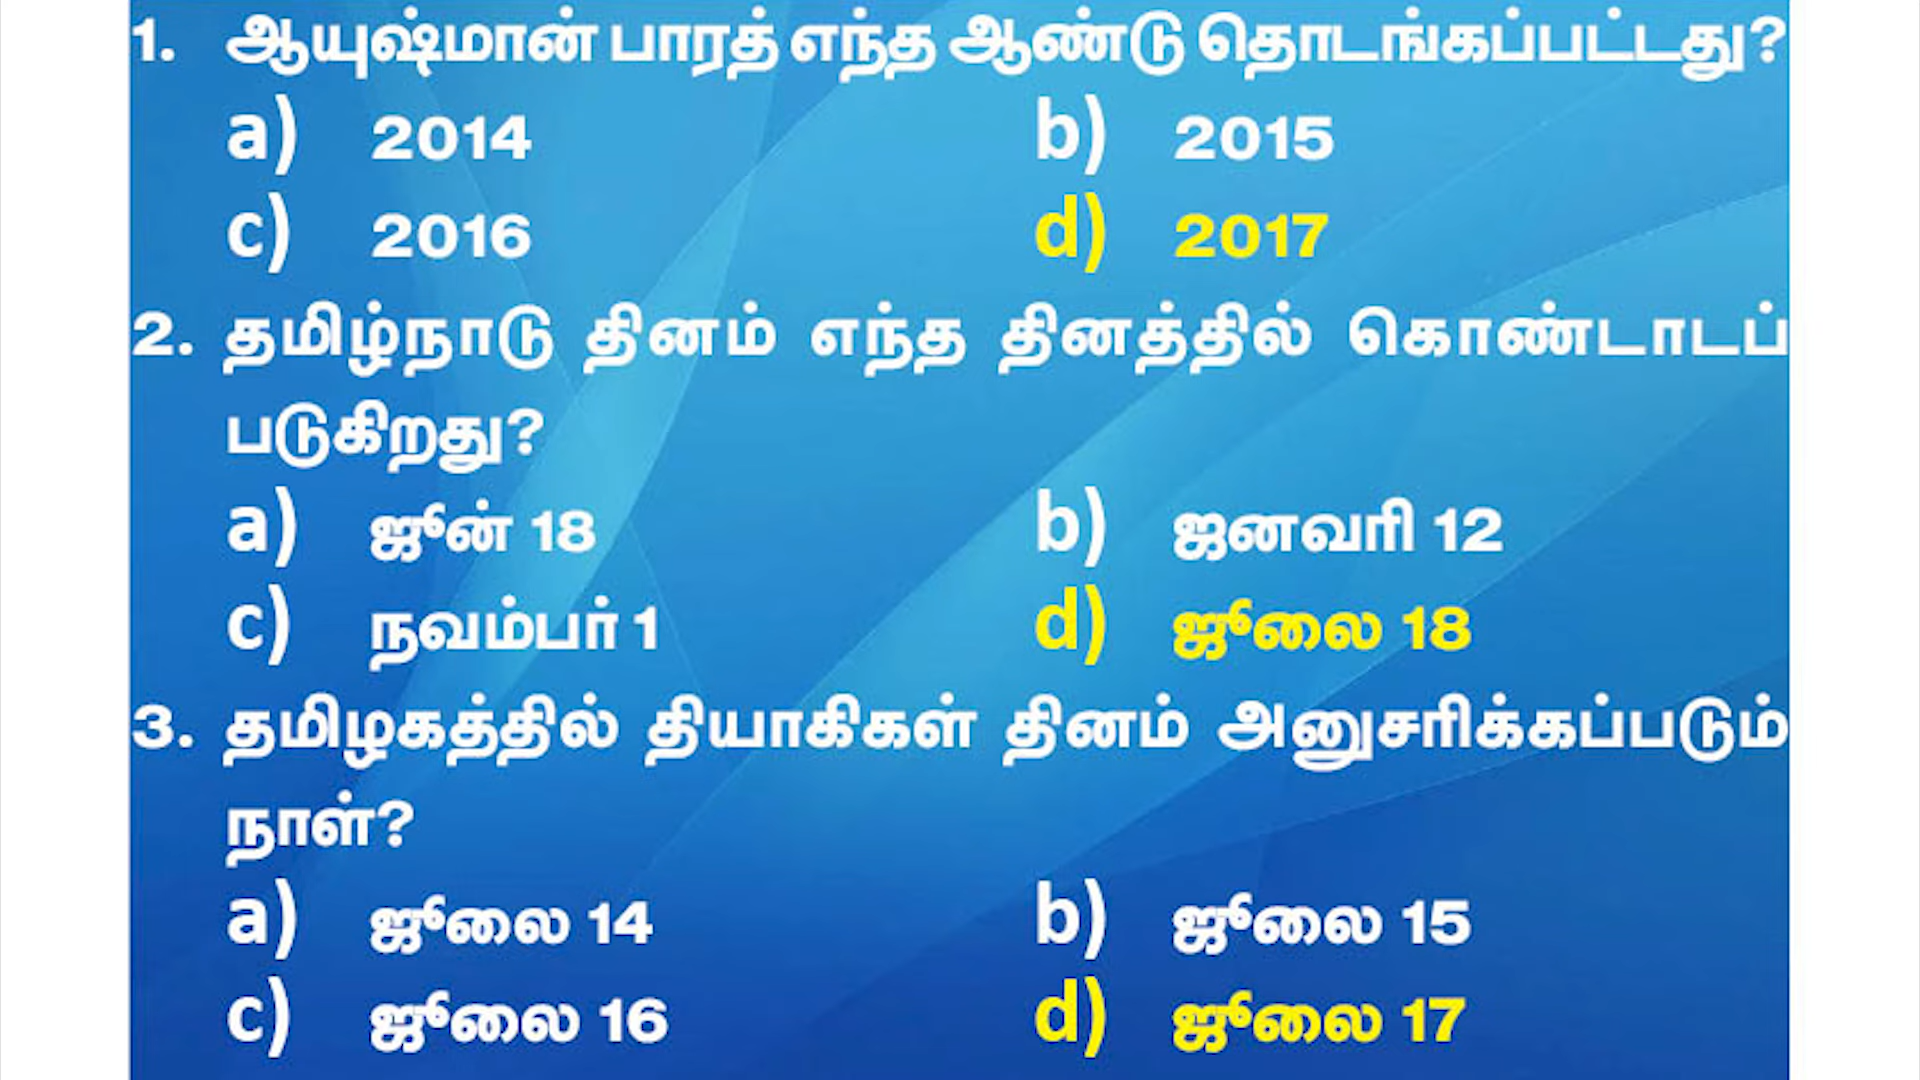 1. ஆயுஷ்மான் பாரத் எந்த ஆண்டு தொடங்கப்பட்டது?
a) 2014 b) 2015
c) 2016 d) 2017
2. தமிழ்நாடு தினம் எந்த தினத்தில் கொண்டாடப்
படுகிறது?
a) ஜூன் 18 b) ஜனவரி 12
c) நவம்பர் 1 d) ஜூலை 18
3. தமிழகத்தில் தியாகிகள் தினம் அனுசரிக்கப்படும்
நாள்?
a) ஜூலை 14 b) ஜூலை 15
c) ஜூலை 16 d) ஜூலை 17